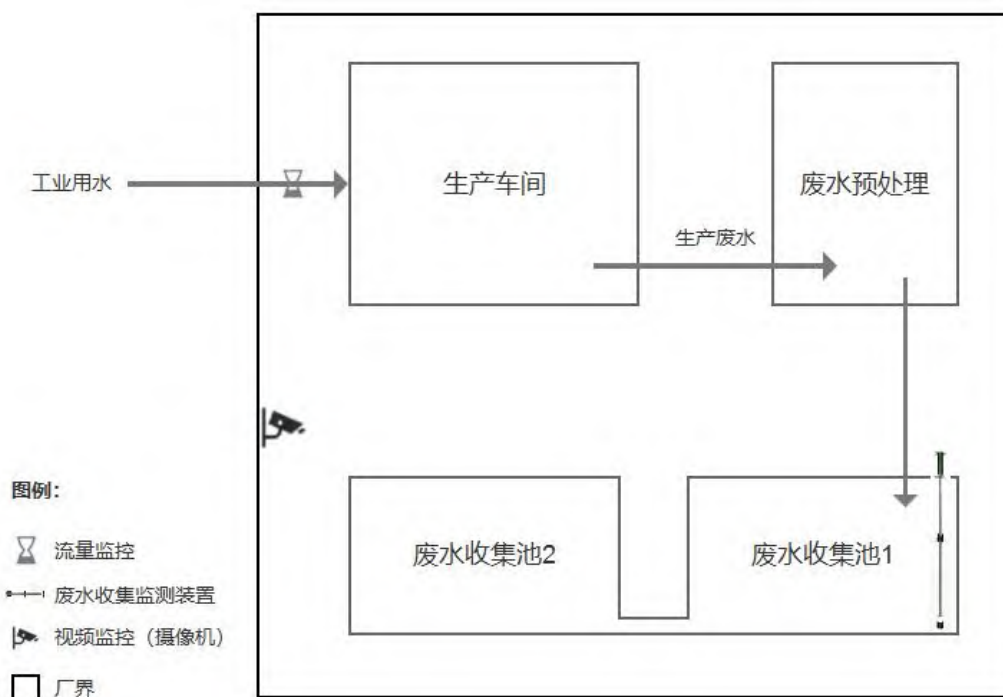 工业用水
生产车间
废水预处理
生产废水
图例：
流量监控
废水收集监测装置
视频监控（摄像机）
厂界
废水收集池2
废水收集池1